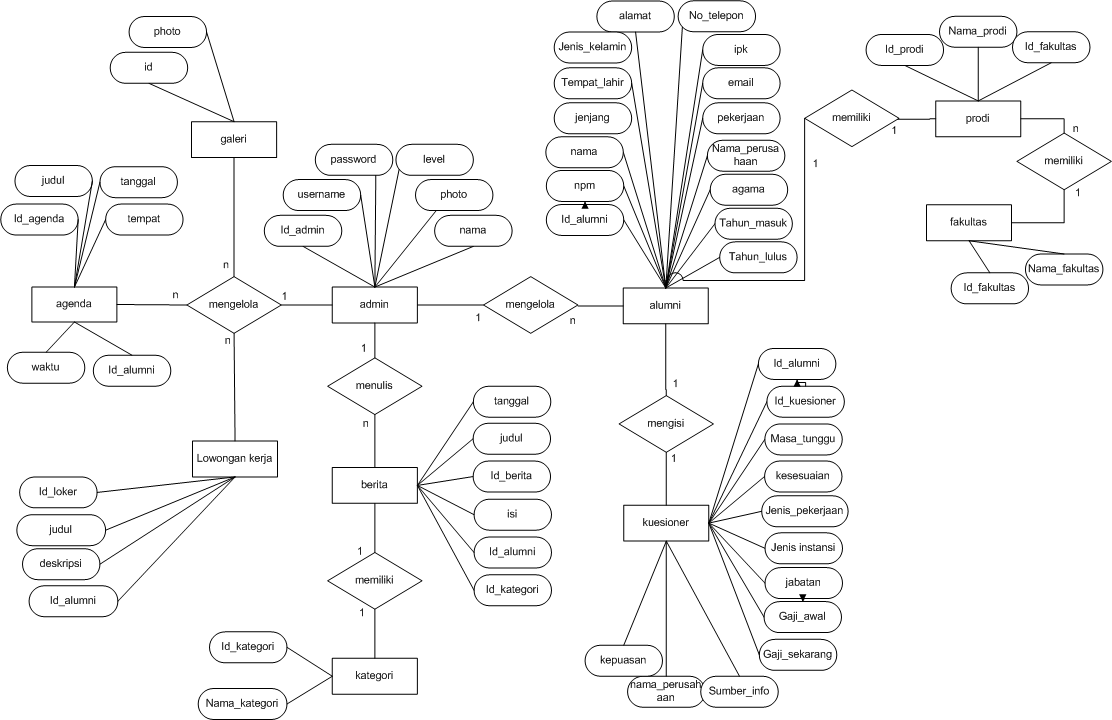 photo
id
galeri
judul
tanggal
Id_agenda
tempat
agenda
waktu
Id_alumni
n
n
mengelola
1
n
password
level
username
photo
Id_admin
nama
admin
1
mengelola
n
1
menulis
n
Lowongan kerja
Id_loker
judul
deskripsi
Id_alumni
berita
tanggal
judul
Id_berita
isi
Id_alumni
Id_kategori
1
memiliki
1
Id_kategori
Nama_kategori
kategori
alamat
No_telepon
Jenis_kelamin
ipk
Tempat_lahir
email
jenjang
pekerjaan
nama
Nama_perusa
haan
npm
agama
Id_alumni
Tahun_masuk
Tahun_lulus
alumni
1
mengisi
1
kuesioner
Id_alumni
Id_kuesioner
Masa_tunggu
kesesuaian
Jenis_pekerjaan
Jenis instansi
jabatan
Gaji_awal
Gaji_sekarang
kepuasan
nama_perusah
aan
Sumber_info
memiliki
1
1
Id_prodi
Nama_prodi
Id_fakultas
prodi
n
memiliki
1
fakultas
Id_fakultas
Nama_fakultas